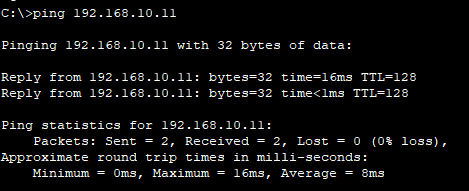 C:\>ping 192.168.10.11
Pinging 192.168.10.11 with 32 bytes of data:
Reply from 192.168.10.11: bytes=32 time=16ms TTL=128
Reply from 192.168.10.11: bytes=32 time<1ms TTL=128
Ping statistics for 192.168.10.11:
Packets: Sent = 2, Received = 2, Lost = 0 (0% loss),
Approximate round trip times in milli-seconds:
Minimum = 0ms, Maximum = 16ms, Average = 8ms